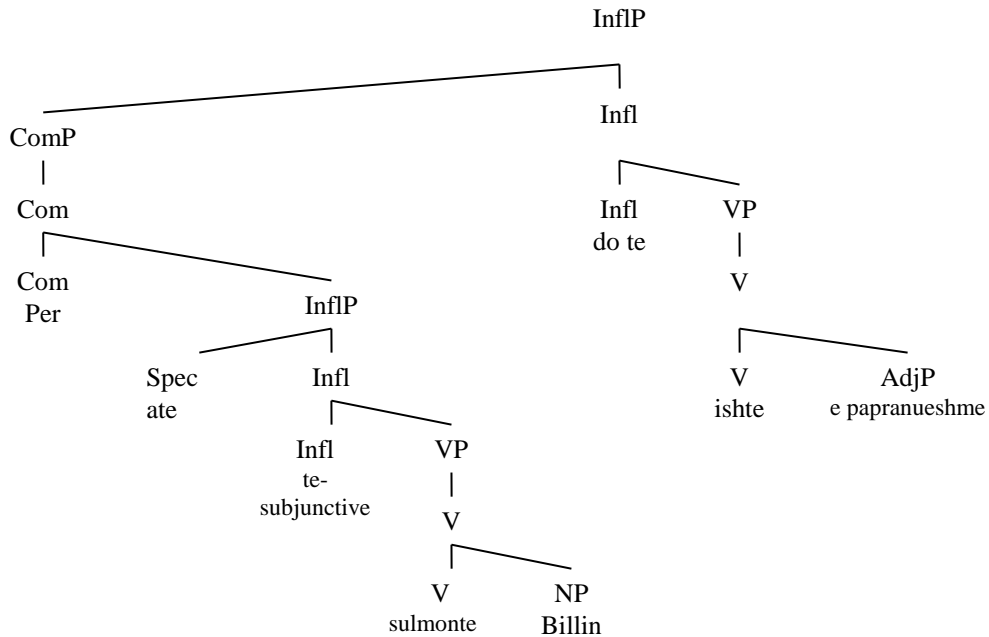 InflP
Infl
ComP
Com
Infl VP
do te
Com
Per
V
InflP
Spec Infl
ate
V AdjP
ishte e papranueshme
Infl VP
te-
subjunctive
V
V NP
sulmonte Billin